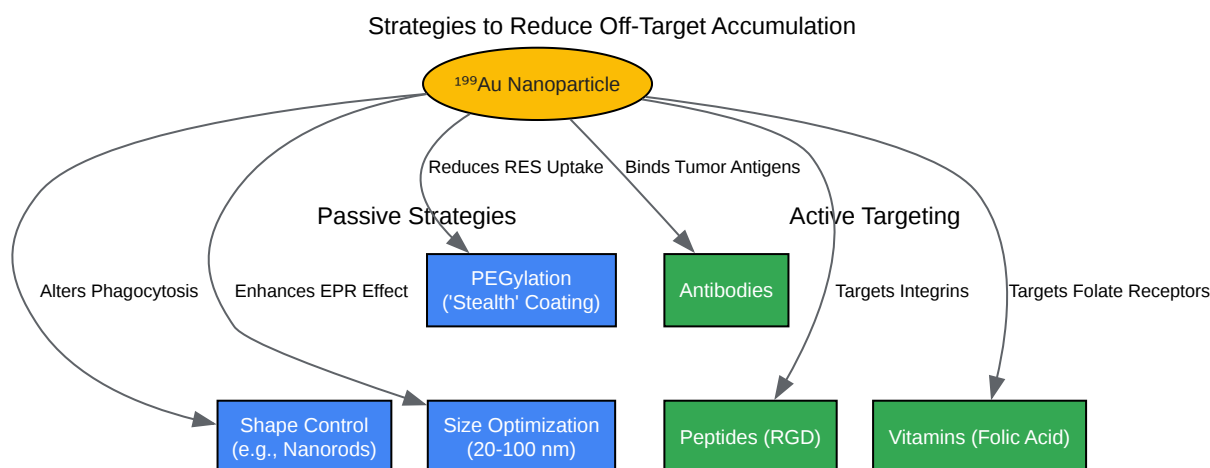 Strategies to Reduce Off-Target Accumulation
¹⁹⁹Au Nanoparticle
Reduces RES Uptake
Binds Tumor Antigens
Passive Strategies
Active Targeting
Alters Phagocytosis
Enhances EPR Effect
PEGylation
('Stealth' Coating)
Antibodies
Targets Integrins
Targets Folate Receptors
Shape Control
(e.g., Nanorods)
Size Optimization
(20-100 nm)
Peptides (RGD)
Vitamins (Folic Acid)